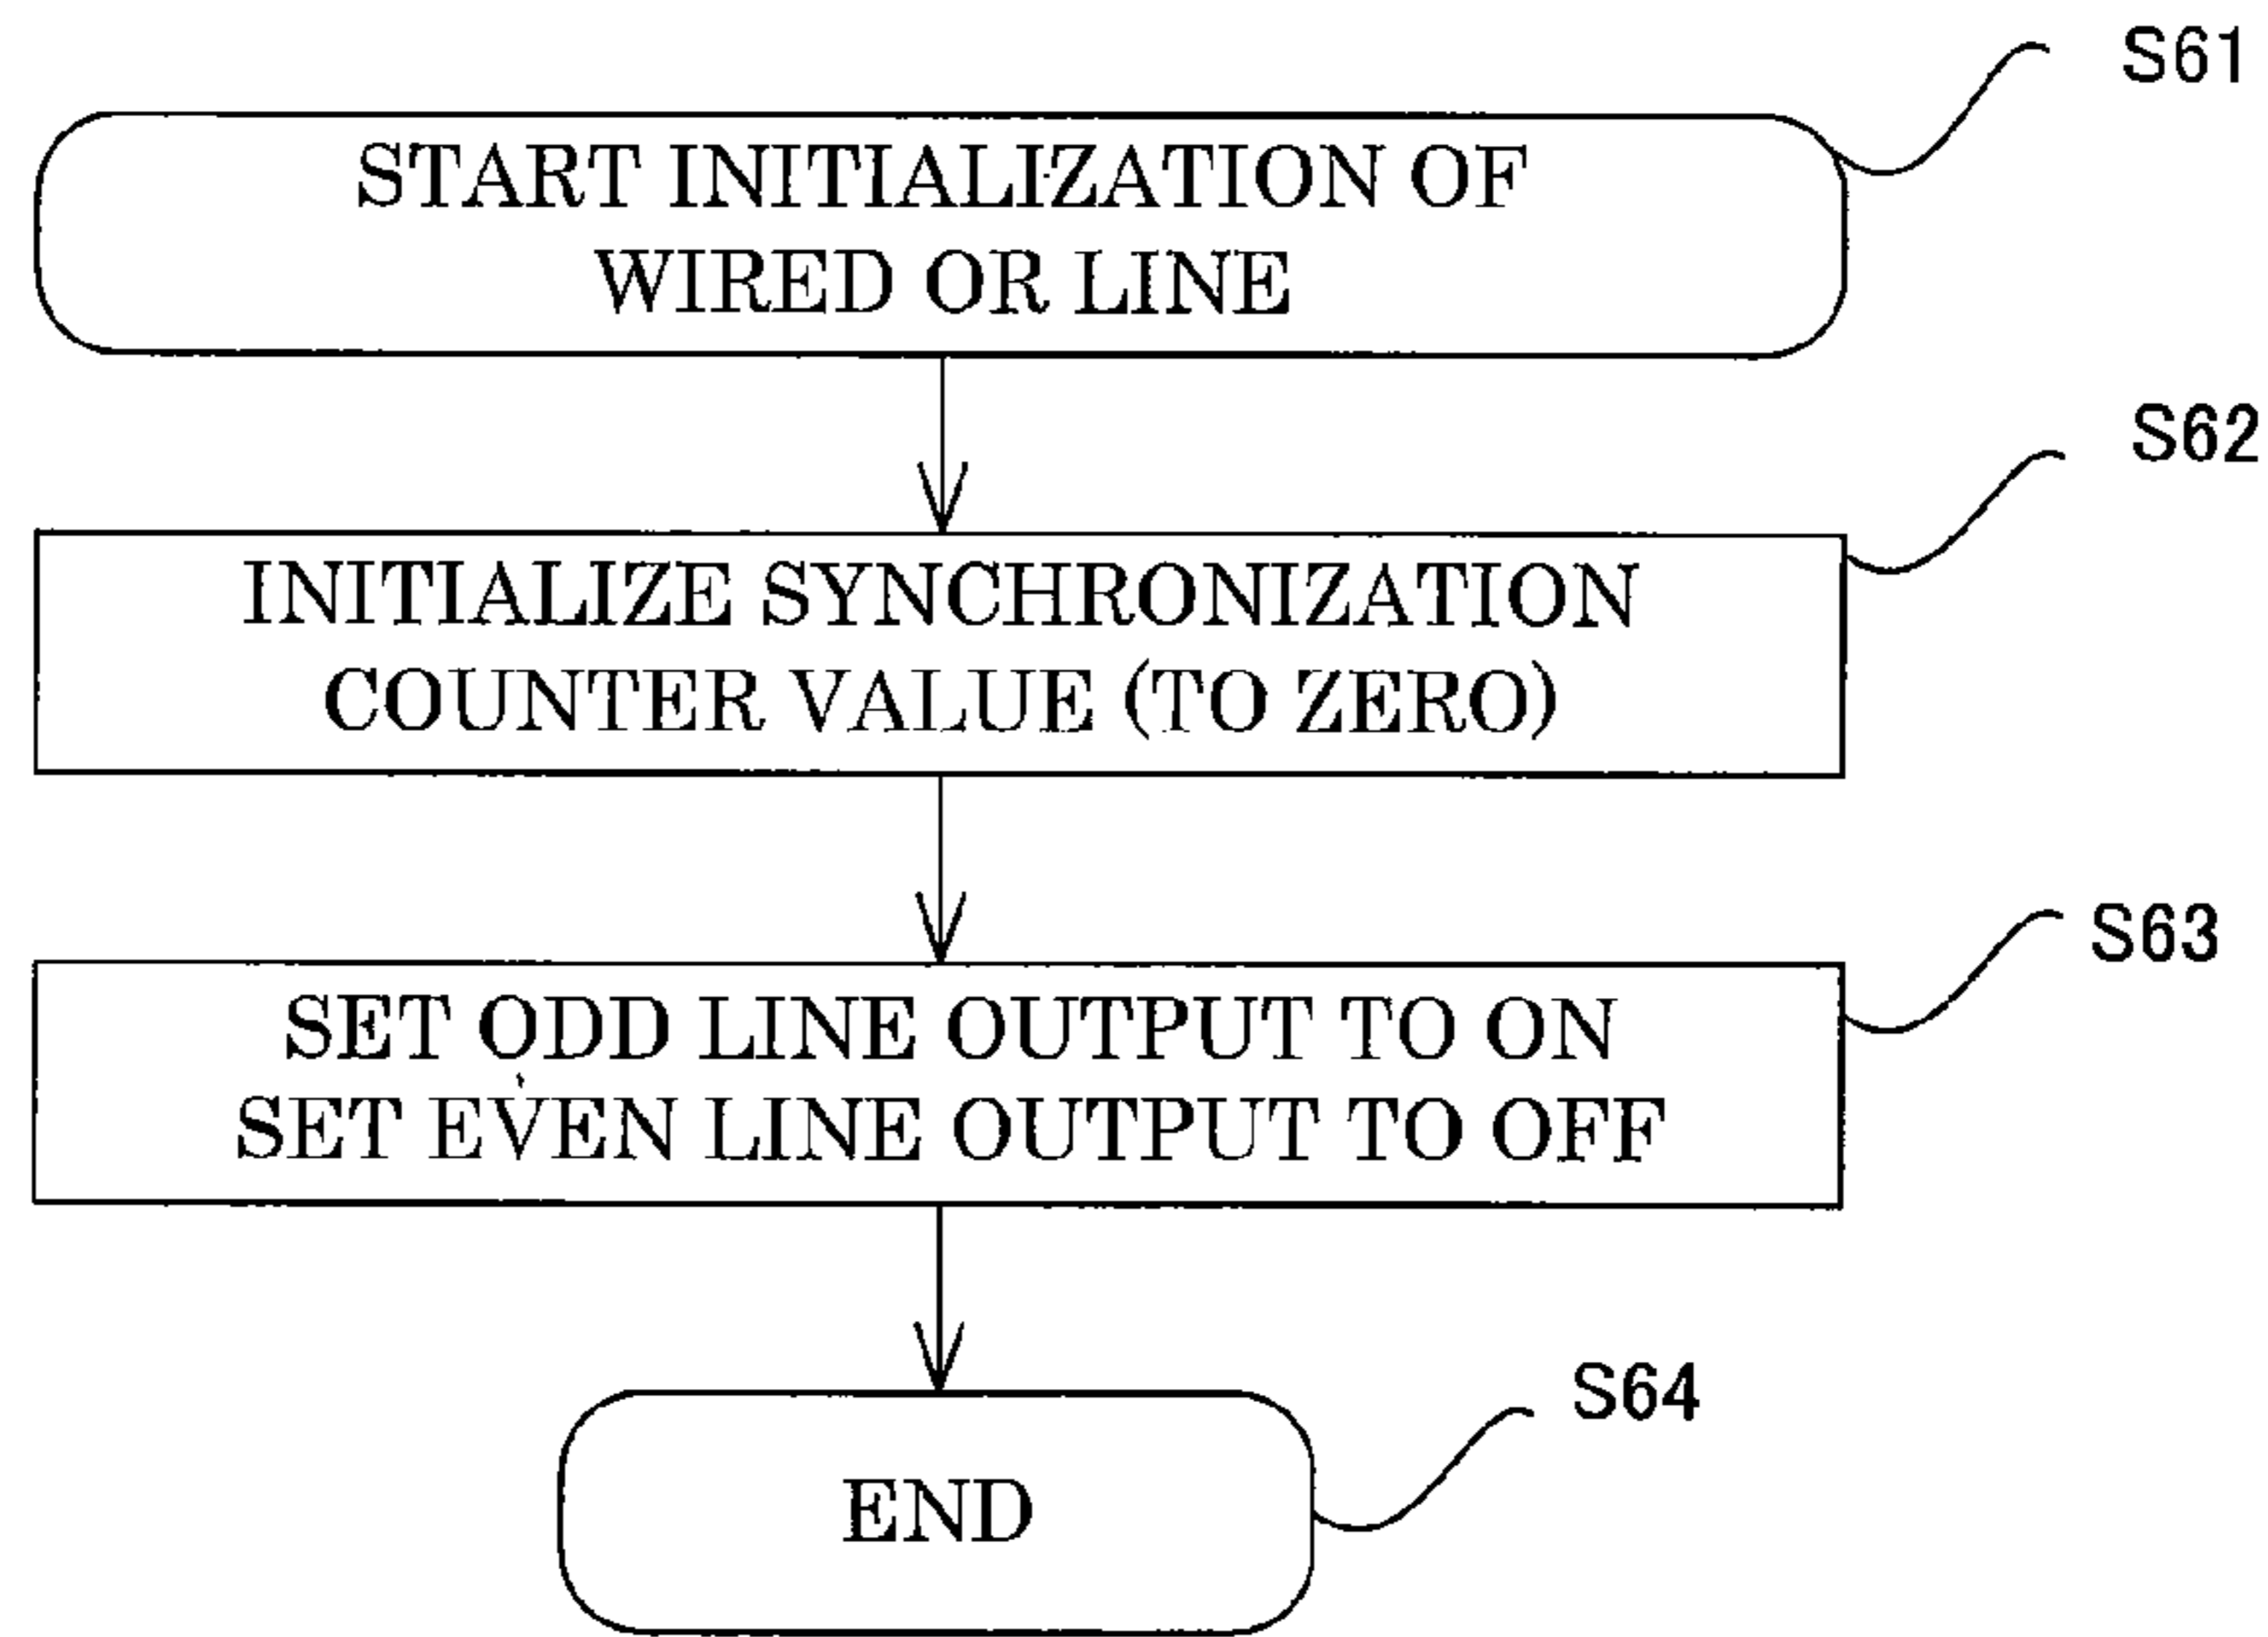 S61
START INITIALIZATION OF
WIRED OR LINE
S62
INITIALIZE SYNCHRONIZATION
COUNTER VALUE (TO ZERO)
S63
SET ODD LINE OUTPUT TO ON
SET EVEN LINE OUTPUT TO OFF
S64
END